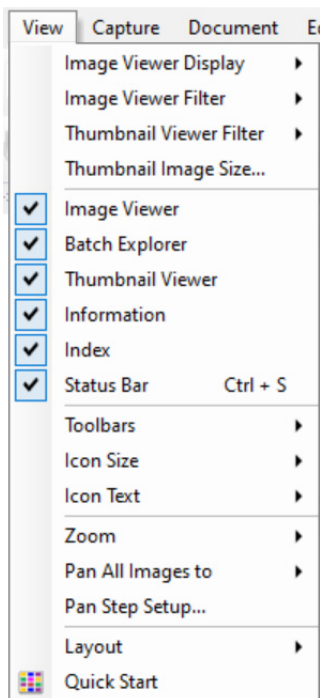 View Capture Document
Image Viewer Display
Image Viewer Filter
Thumbnail Viewer Filter
Thumbnail Image Size...
Image Viewer
Batch Explorer
Thumbnail Viewer
Information
Index
Status Bar Ctrl + S
Toolbars
Icon Size
Icon Text
Zoom
Pan All Images to
Pan Step Setup...
Layout
Quick Start